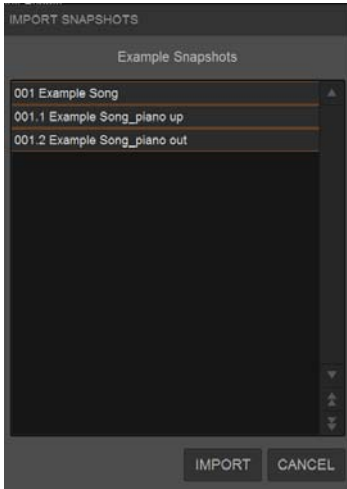 IMPORT SNAPSHOTS
Example Snapshots
001 Example Song
001.1 Example Song_piano up
001.2 Example Song_piano out
IMPORT CANCEL